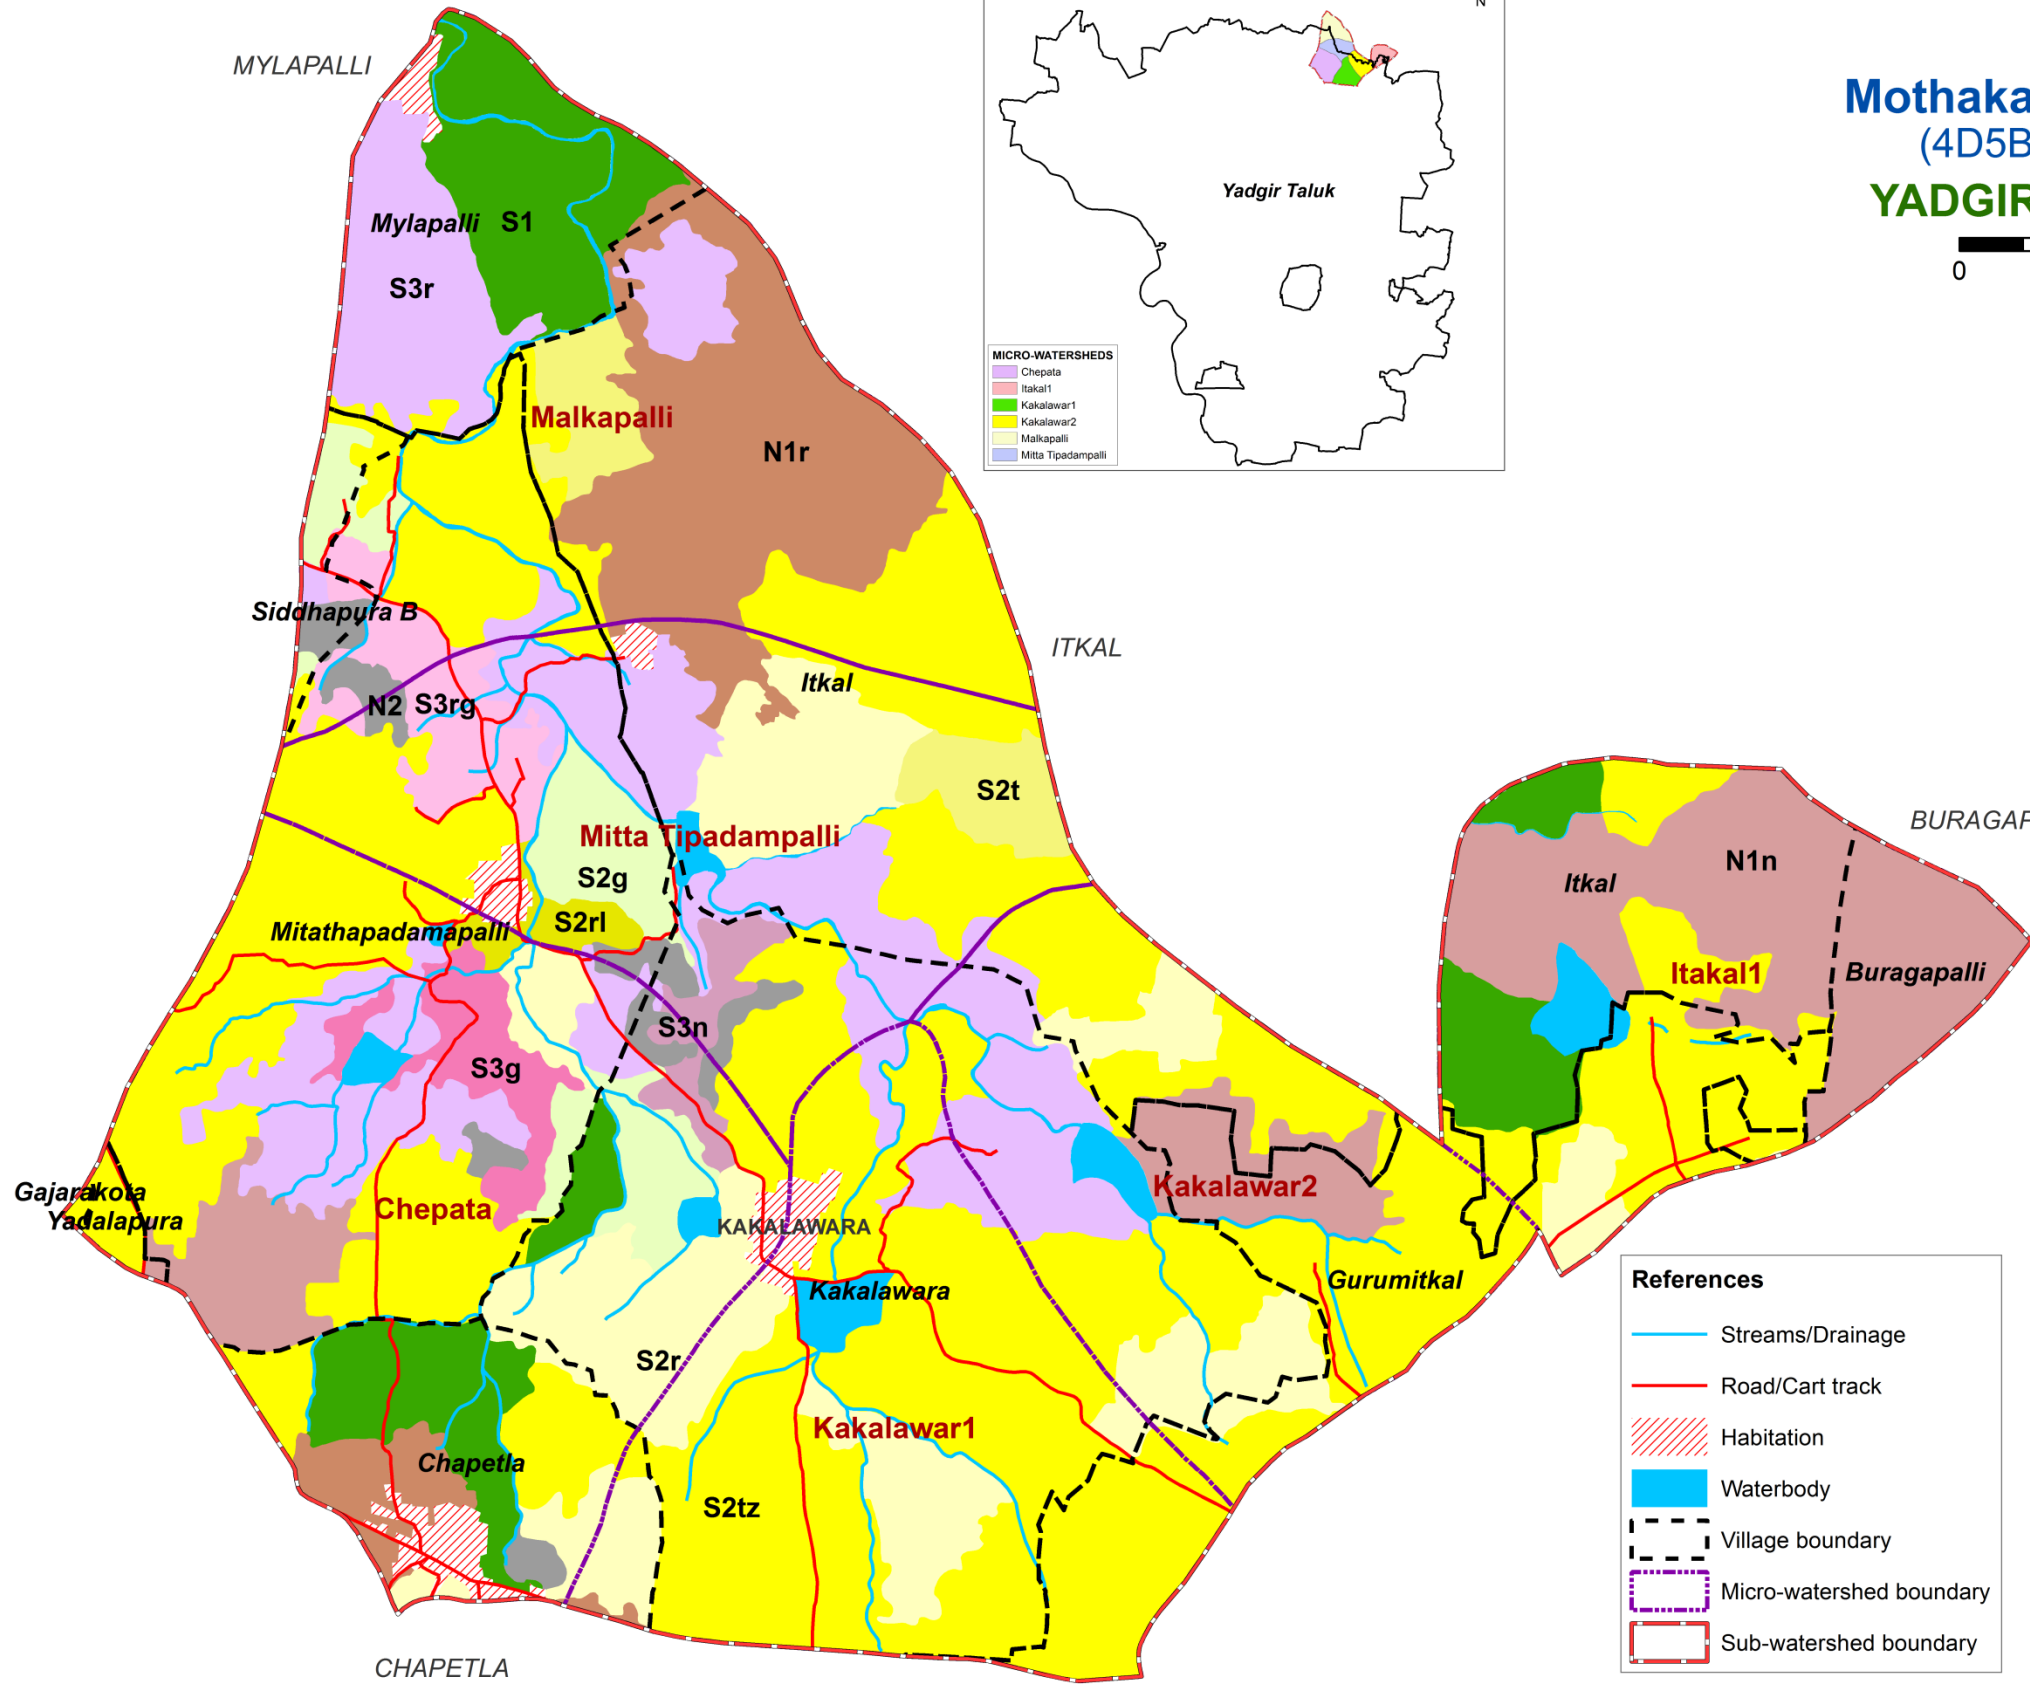 MYLAPALLI
N
Mothaka
(4D5B
YADGIR
0
Yadgir Taluk
MICRO-WATERSHEDS
Chepata
Itakal1
Kakalawar1
Kakalawar2
Malkapalli
Mitta Tipadampalli
Mylapalli
S1
S3r
Malkapalli
N1r
Siddhapura B
ITKAL
Itkal
N2
S3rg
S2t
Mitta Tipadampalli
BURAGAP
S2g
N1n
Itkal
S2rl
Mitathapadamapalli
Itakal1
Buragapalli
S3n
S3g
Gajarakota
Yadalapura
Chepata
Kakalawar2
KAKALAWARA
Kakalawara
Gurumitkal
S2r
Kakalawar1
Chapetla
S2tz
CHAPETLA
References
Streams/Drainage
Road/Cart track
Habitation
Waterbody
Village boundary
Micro-watershed boundary
Sub-watershed boundary